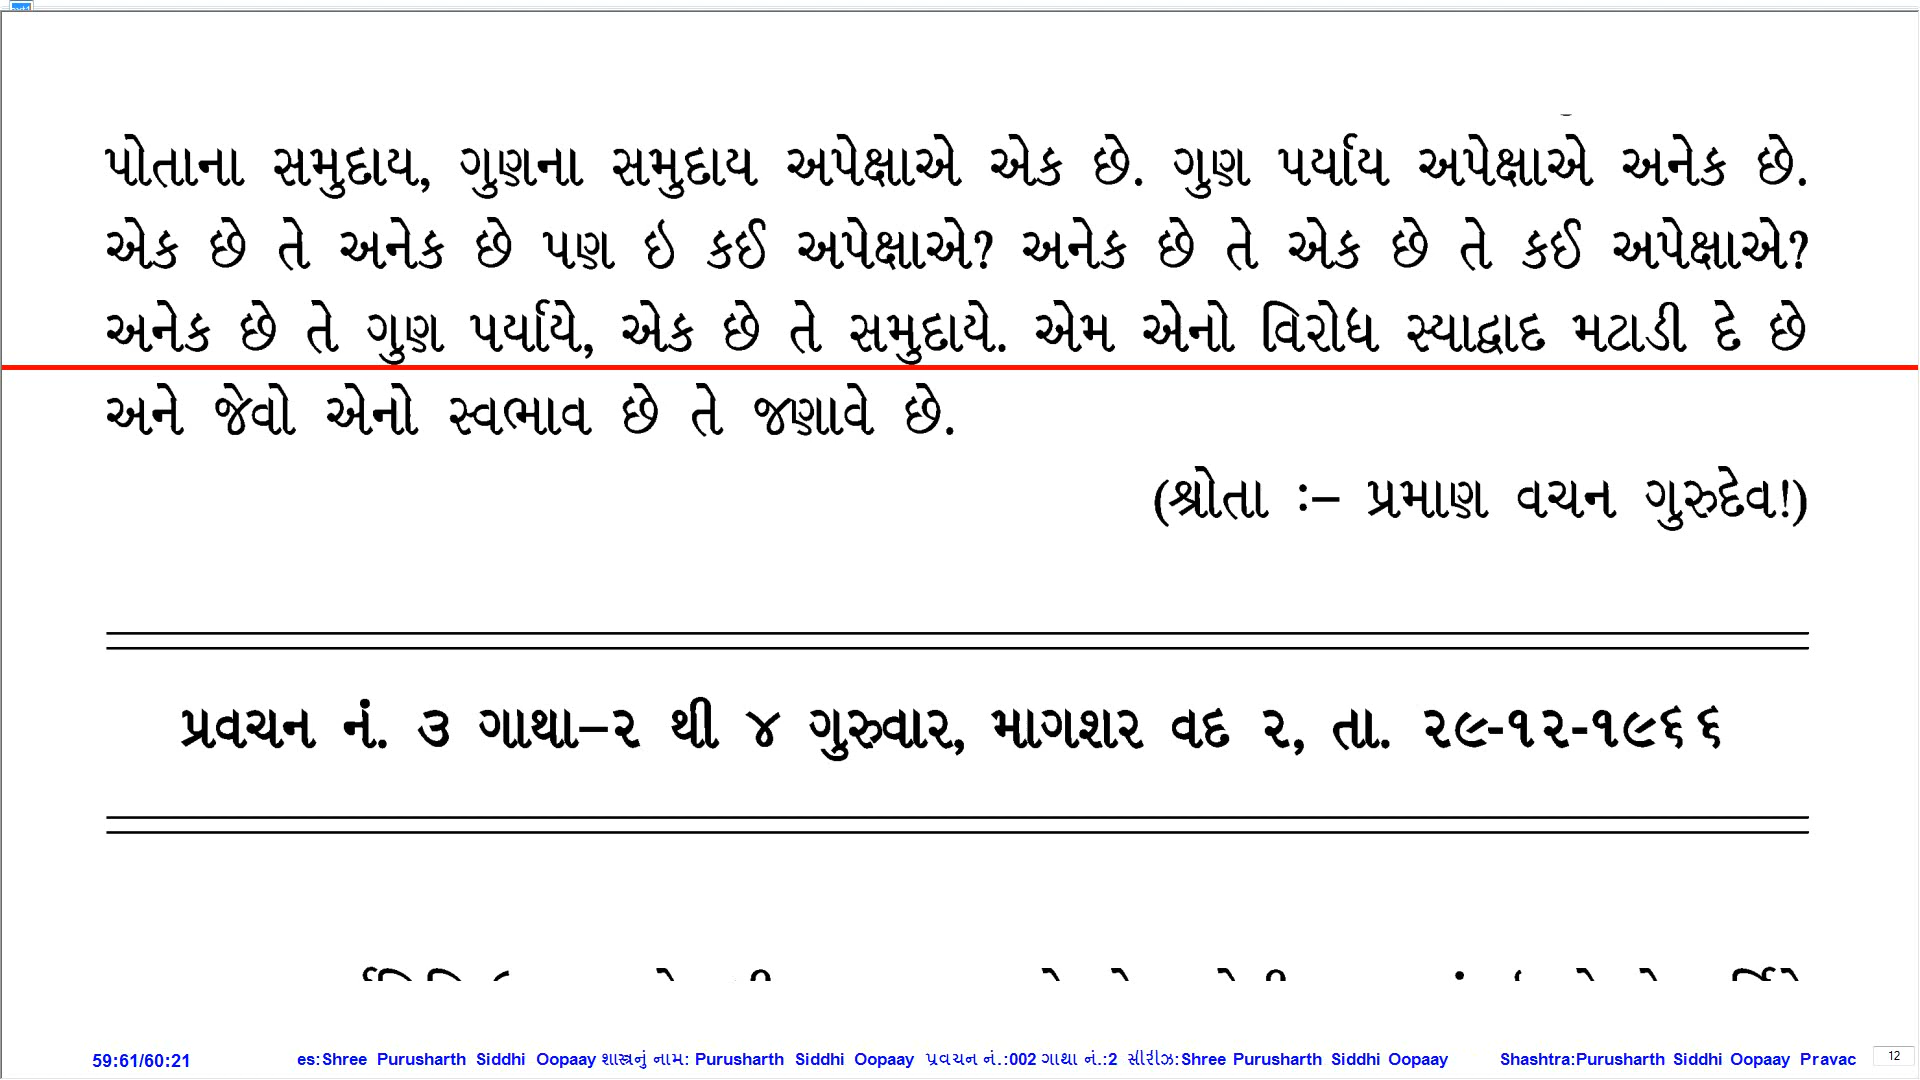 પોતાના સમુદાય, ગુણના સમુદાય અપેક્ષાએ એક છે. ગુણ પર્યાય અપેક્ષાએ અનેક છે.
એક છે તે અનેક છે પણ ઇ કઈ અપેક્ષાએ? અનેક છે તે એક છે તે કઈ અપેક્ષાએ?
અનેક છે તે ગુણ પર્યાયે, એક છે તે સમુદાયે. એમ એનો વિરોધ સ્યાદ્વાદ મટાડી દે છે
અને જેવો એનો સ્વભાવ છે તે જણાવે છે.
(શ્રોતા :– પ્રમાણ વચન ગુરુદેવ!)
પ્રવચન નં. ૩ ગાથા–૨ થી ૪ ગુરુવાર, માગશર વદ ૨, તા. ૨૯-૧૨-૧૯૬૬
59:61/60:21 es:Shree Purusharth Siddhi Oopaay શાસ્ત્રનું નામ: Purusharth Siddhi Oopaay પ્રવચન નં.:002 ગાથા નં.:2 સીરીઝ:Shree Purusharth Siddhi Oopaay Shashtra:Purusharth Siddhi Oopaay Pravac 12